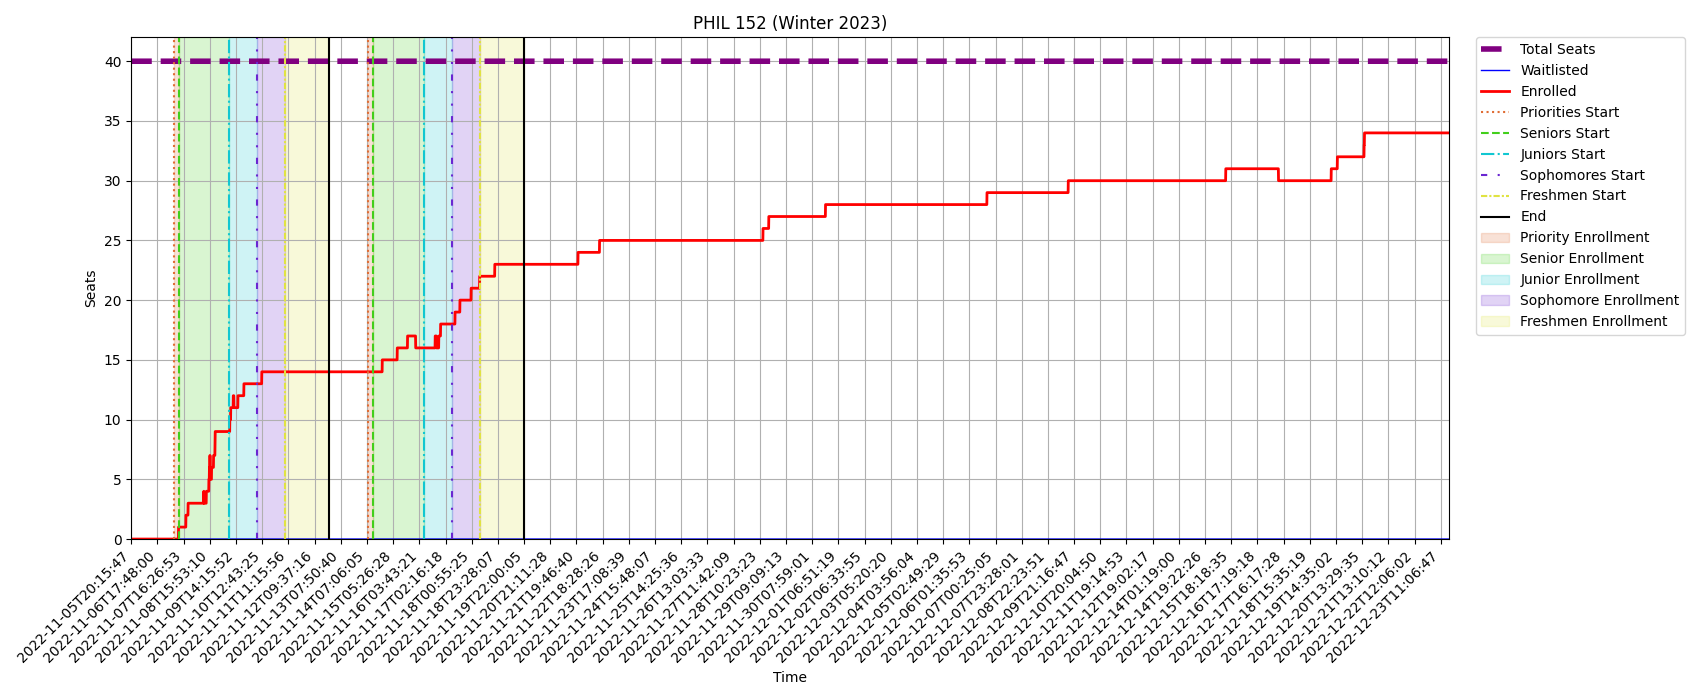 PHIL 152 (Winter 2023)
Total Seats
Waitlisted
Enrolled
Priorities Start
Seniors Start
Juniors Start
Sophomores Start
Freshmen Start
End
Priority Enrollment
Senior Enrollment
Junior Enrollment
Sophomore Enrollment
Freshmen Enrollment
Seats
40
35
30
25
20
15
10
5
0
2022-11-05T20:15:47
2022-11-06T17:48:00
2022-11-07T16:26:53
2022-11-08T15:53:10
2022-11-09T14:15:52
2022-11-10T12:43:25
2022-11-11T11:15:56
2022-11-12T09:37:16
2022-11-13T07:50:40
2022-11-14T07:06:05
2022-11-15T05:26:28
2022-11-16T03:43:21
2022-11-17T02:16:18
2022-11-18T00:55:25
2022-11-18T23:28:07
2022-11-19T22:00:05
2022-11-20T21:11:28
2022-11-21T19:46:40
2022-11-22T18:28:26
2022-11-23T17:08:39
2022-11-24T15:48:07
2022-11-25T14:25:36
2022-11-26T13:03:33
2022-11-27T11:42:09
2022-11-28T10:23:23
2022-11-29T09:09:13
2022-11-30T07:59:01
2022-12-01T06:51:19
2022-12-02T06:33:55
2022-12-03T05:20:20
2022-12-04T03:56:04
2022-12-05T02:49:29
2022-12-06T01:35:53
2022-12-07T00:25:05
2022-12-07T23:28:01
2022-12-08T22:23:51
2022-12-09T21:16:47
2022-12-10T20:04:50
2022-12-11T19:14:53
2022-12-12T19:02:17
2022-12-14T01:19:00
2022-12-14T19:22:26
2022-12-15T18:18:35
2022-12-16T17:19:18
2022-12-17T16:17:28
2022-12-18T15:35:19
2022-12-19T14:35:02
2022-12-20T13:29:35
2022-12-21T13:10:12
2022-12-22T12:06:02
2022-12-23T11:06:47
Time